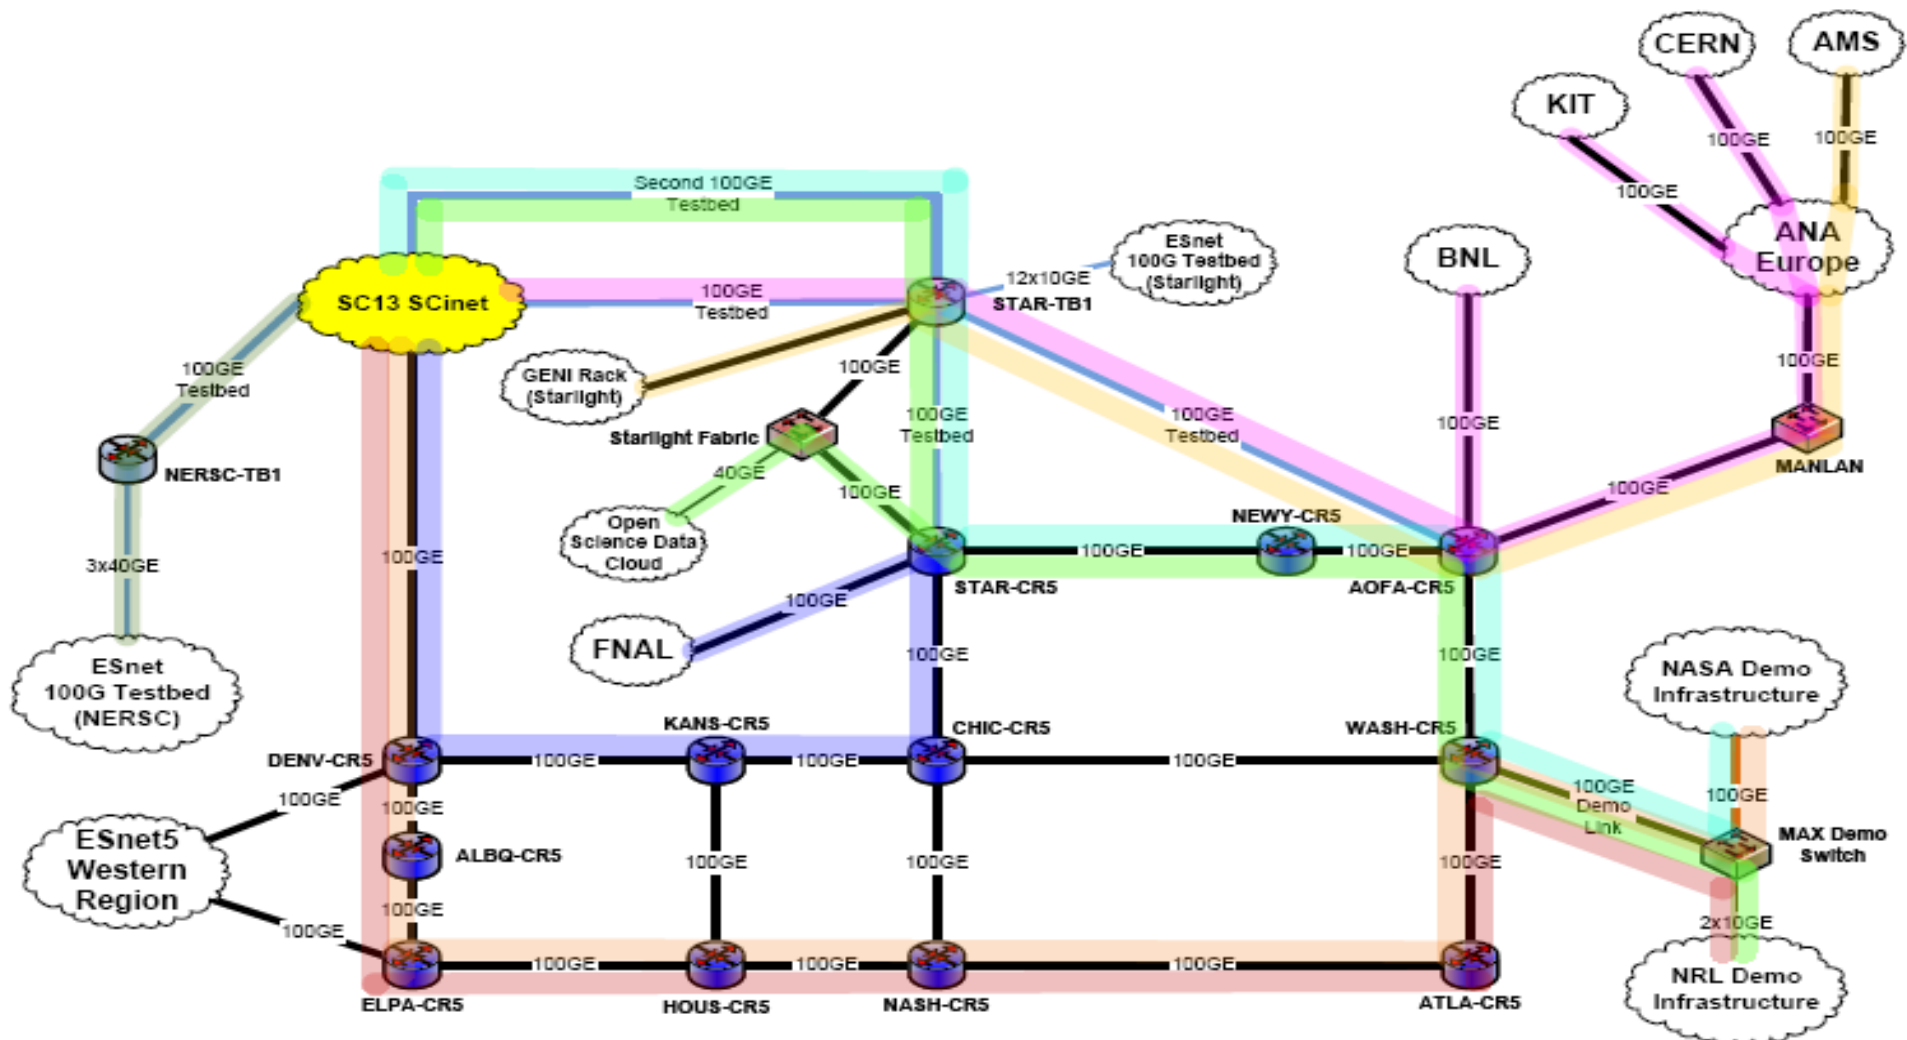 CERN
AMS
KIT
100GE
100GE
100GE
Second 100GE
Testbed
ANA
Europe
ESnet
100G Testbed
(Starlight)
BNL
12x10GE
SC13 SCinet
100GE
Testbed
STAR-TB1
100GE
Testbed
GENI Rack
(Starlight)
100GE
100GE
100GE
Testbed
100GE
Testbed
100GE
Starlight Fabric
NERSC-TB1
40GE
100GE
MANLAN
100GE
Open
Science Data
Cloud
NEWY-CR5
100GE
100GE
100GE
3x40GE
STAR-CR5
AOFA-CR5
100GE
FNAL
100GE
100GE
ESnet
100G Testbed
(NERSC)
NASA Demo
Infrastructure
KANS-CR5
CHIC-CR5
WASH-CR5
DENV-CR5
100GE
100GE
100GE
100GE
Demo
Link
100GE
100GE
100GE
MAX Demo
Switch
ESnet5
Western
Region
ALBQ-CR5
100GE
100GE
100GE
100GE
100GE
2x10GE
100GE
100GE
100GE
NRL Demo
Infrastructure
ELPA-CR5
HOUS-CR5
NASH-CR5
ATLA-CR5